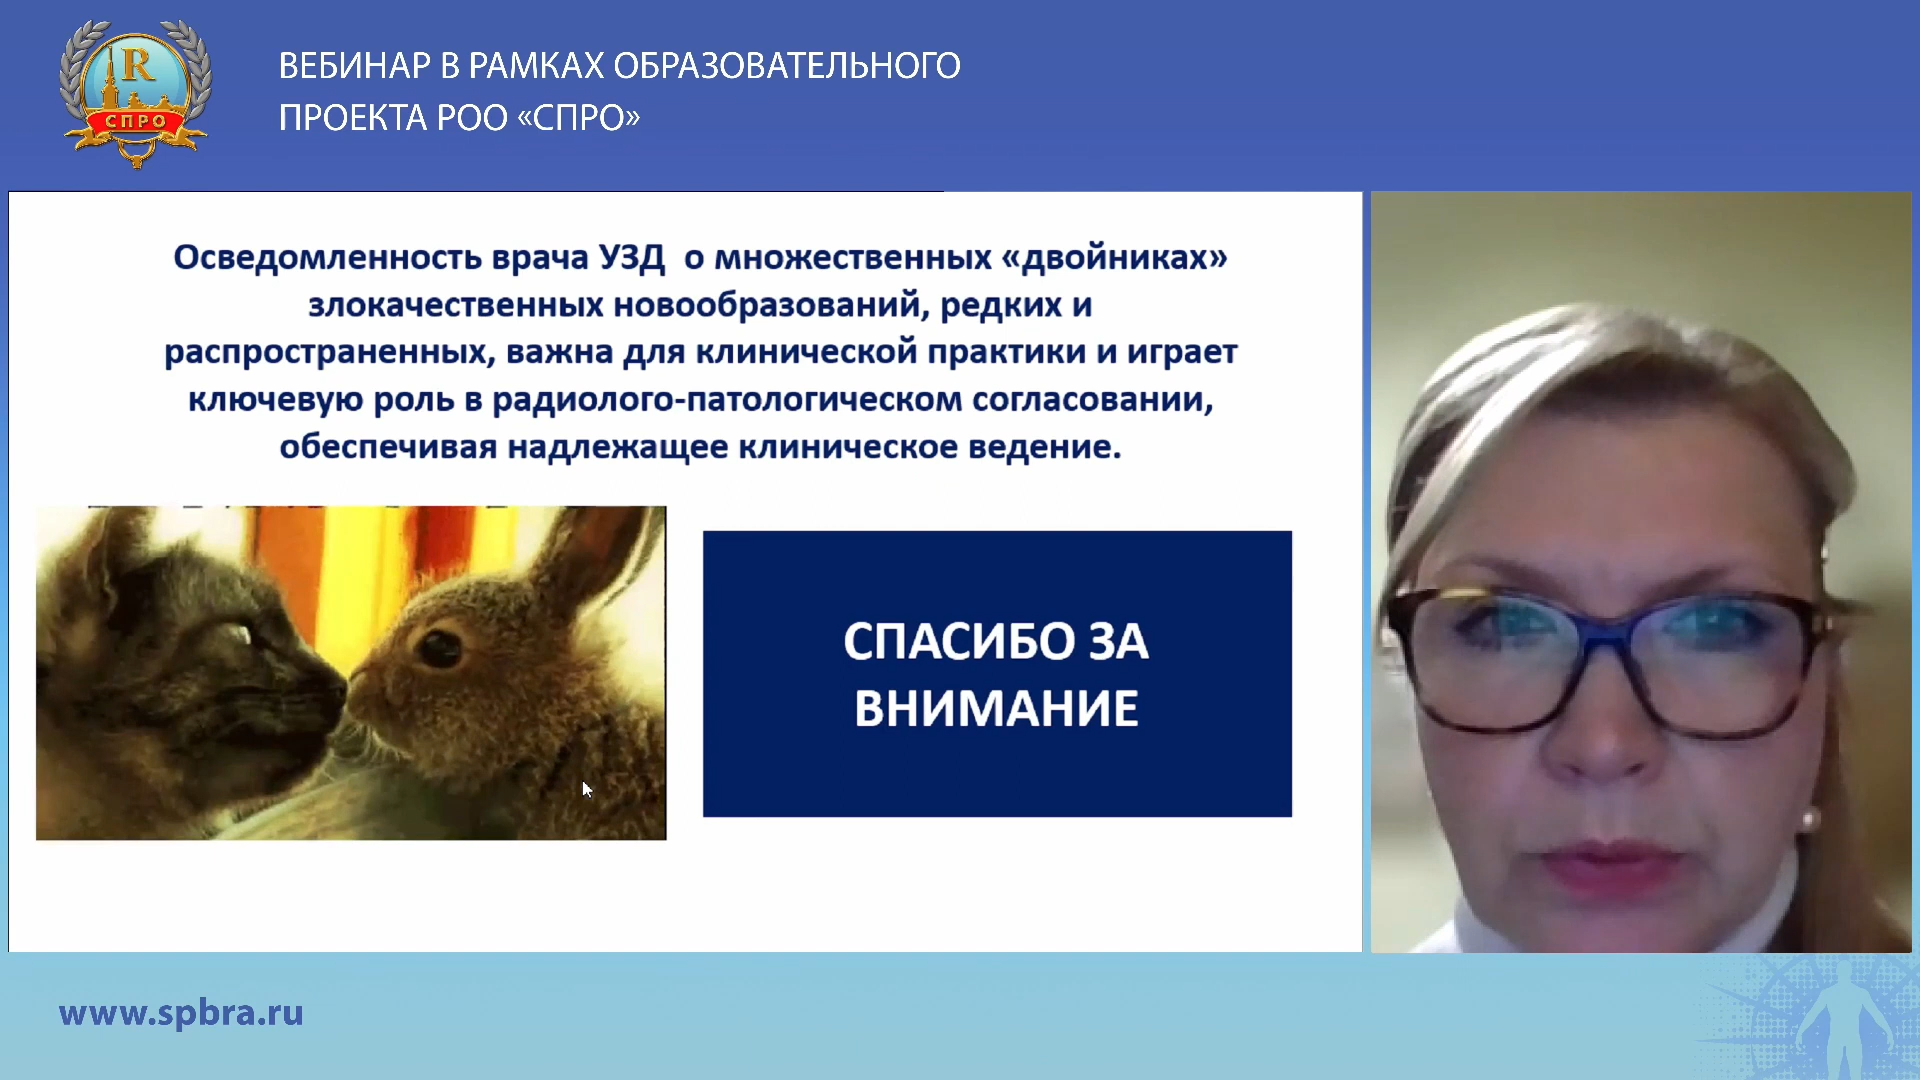 R
СПРО
ВЕБИНАР В РАМКАХ ОБРАЗОВАТЕЛЬНОГО
ПРОЕКТА РОО «СПРО»
Осведомленность врача УЗД о множественных «двойниках»
злокачественных новообразований, редких и
распространенных, важна для клинической практики и играет
ключевую роль в радиолого-патологическом согласовании,
обеспечивая надлежащее клиническое ведение.
СПАСИБО ЗА
ВНИМАНИЕ
www.spbra.ru